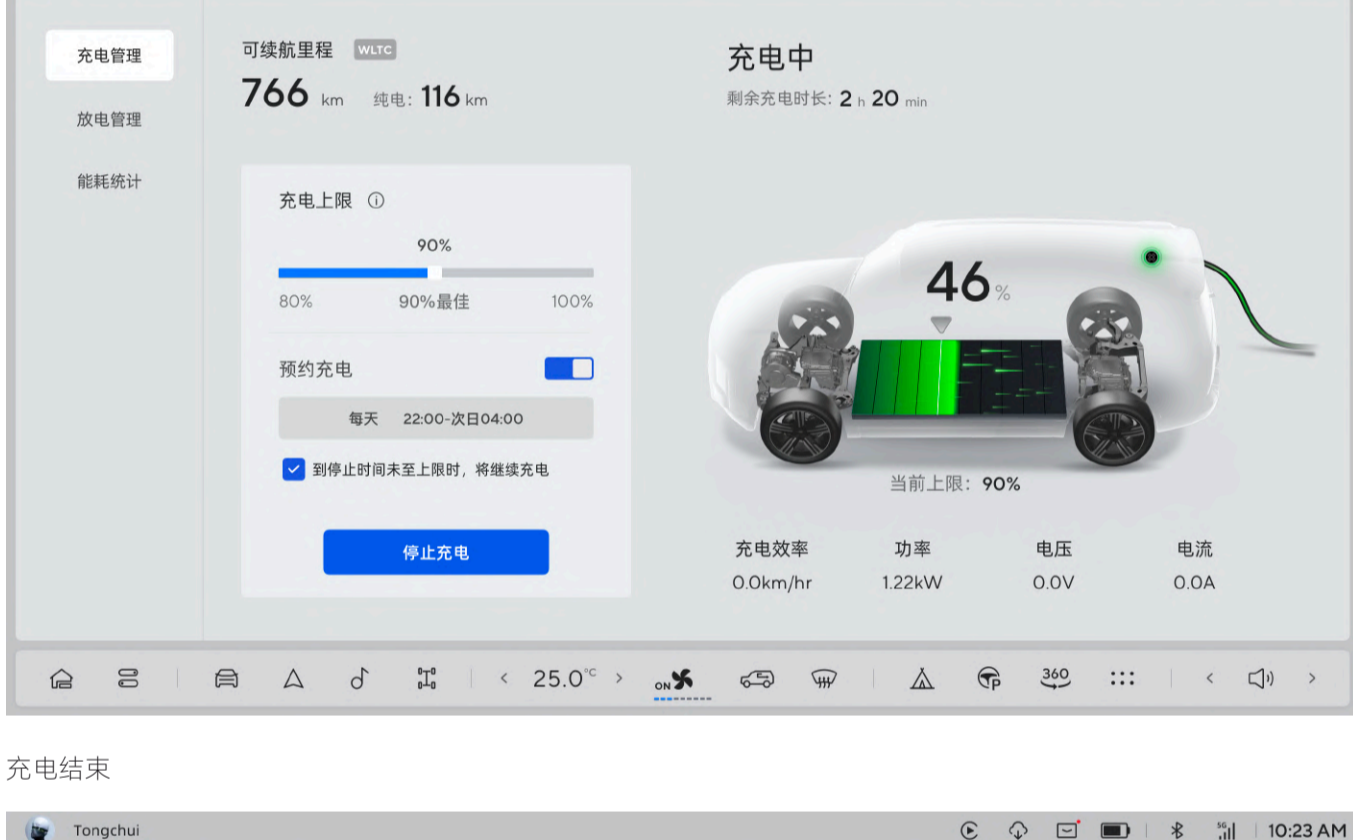 充电管理
放电管理
能耗统计
可续航里程 WLTC
766 km 纯电：116 km
充电中
剩余充电时长：2 h 20 min
充电上限
90%
80% 90%最佳 100%
预约充电
每天 22:00-次日04:00
到停止时间未至上限时，将继续充电
停止充电
46%
当前上限：90%
充电效率 功率 电压 电流
0.0km/hr 1.22kW 0.0V 0.0A
25.0℃ ON P 360
充电结束
Tongchui 5G 10:23 AM